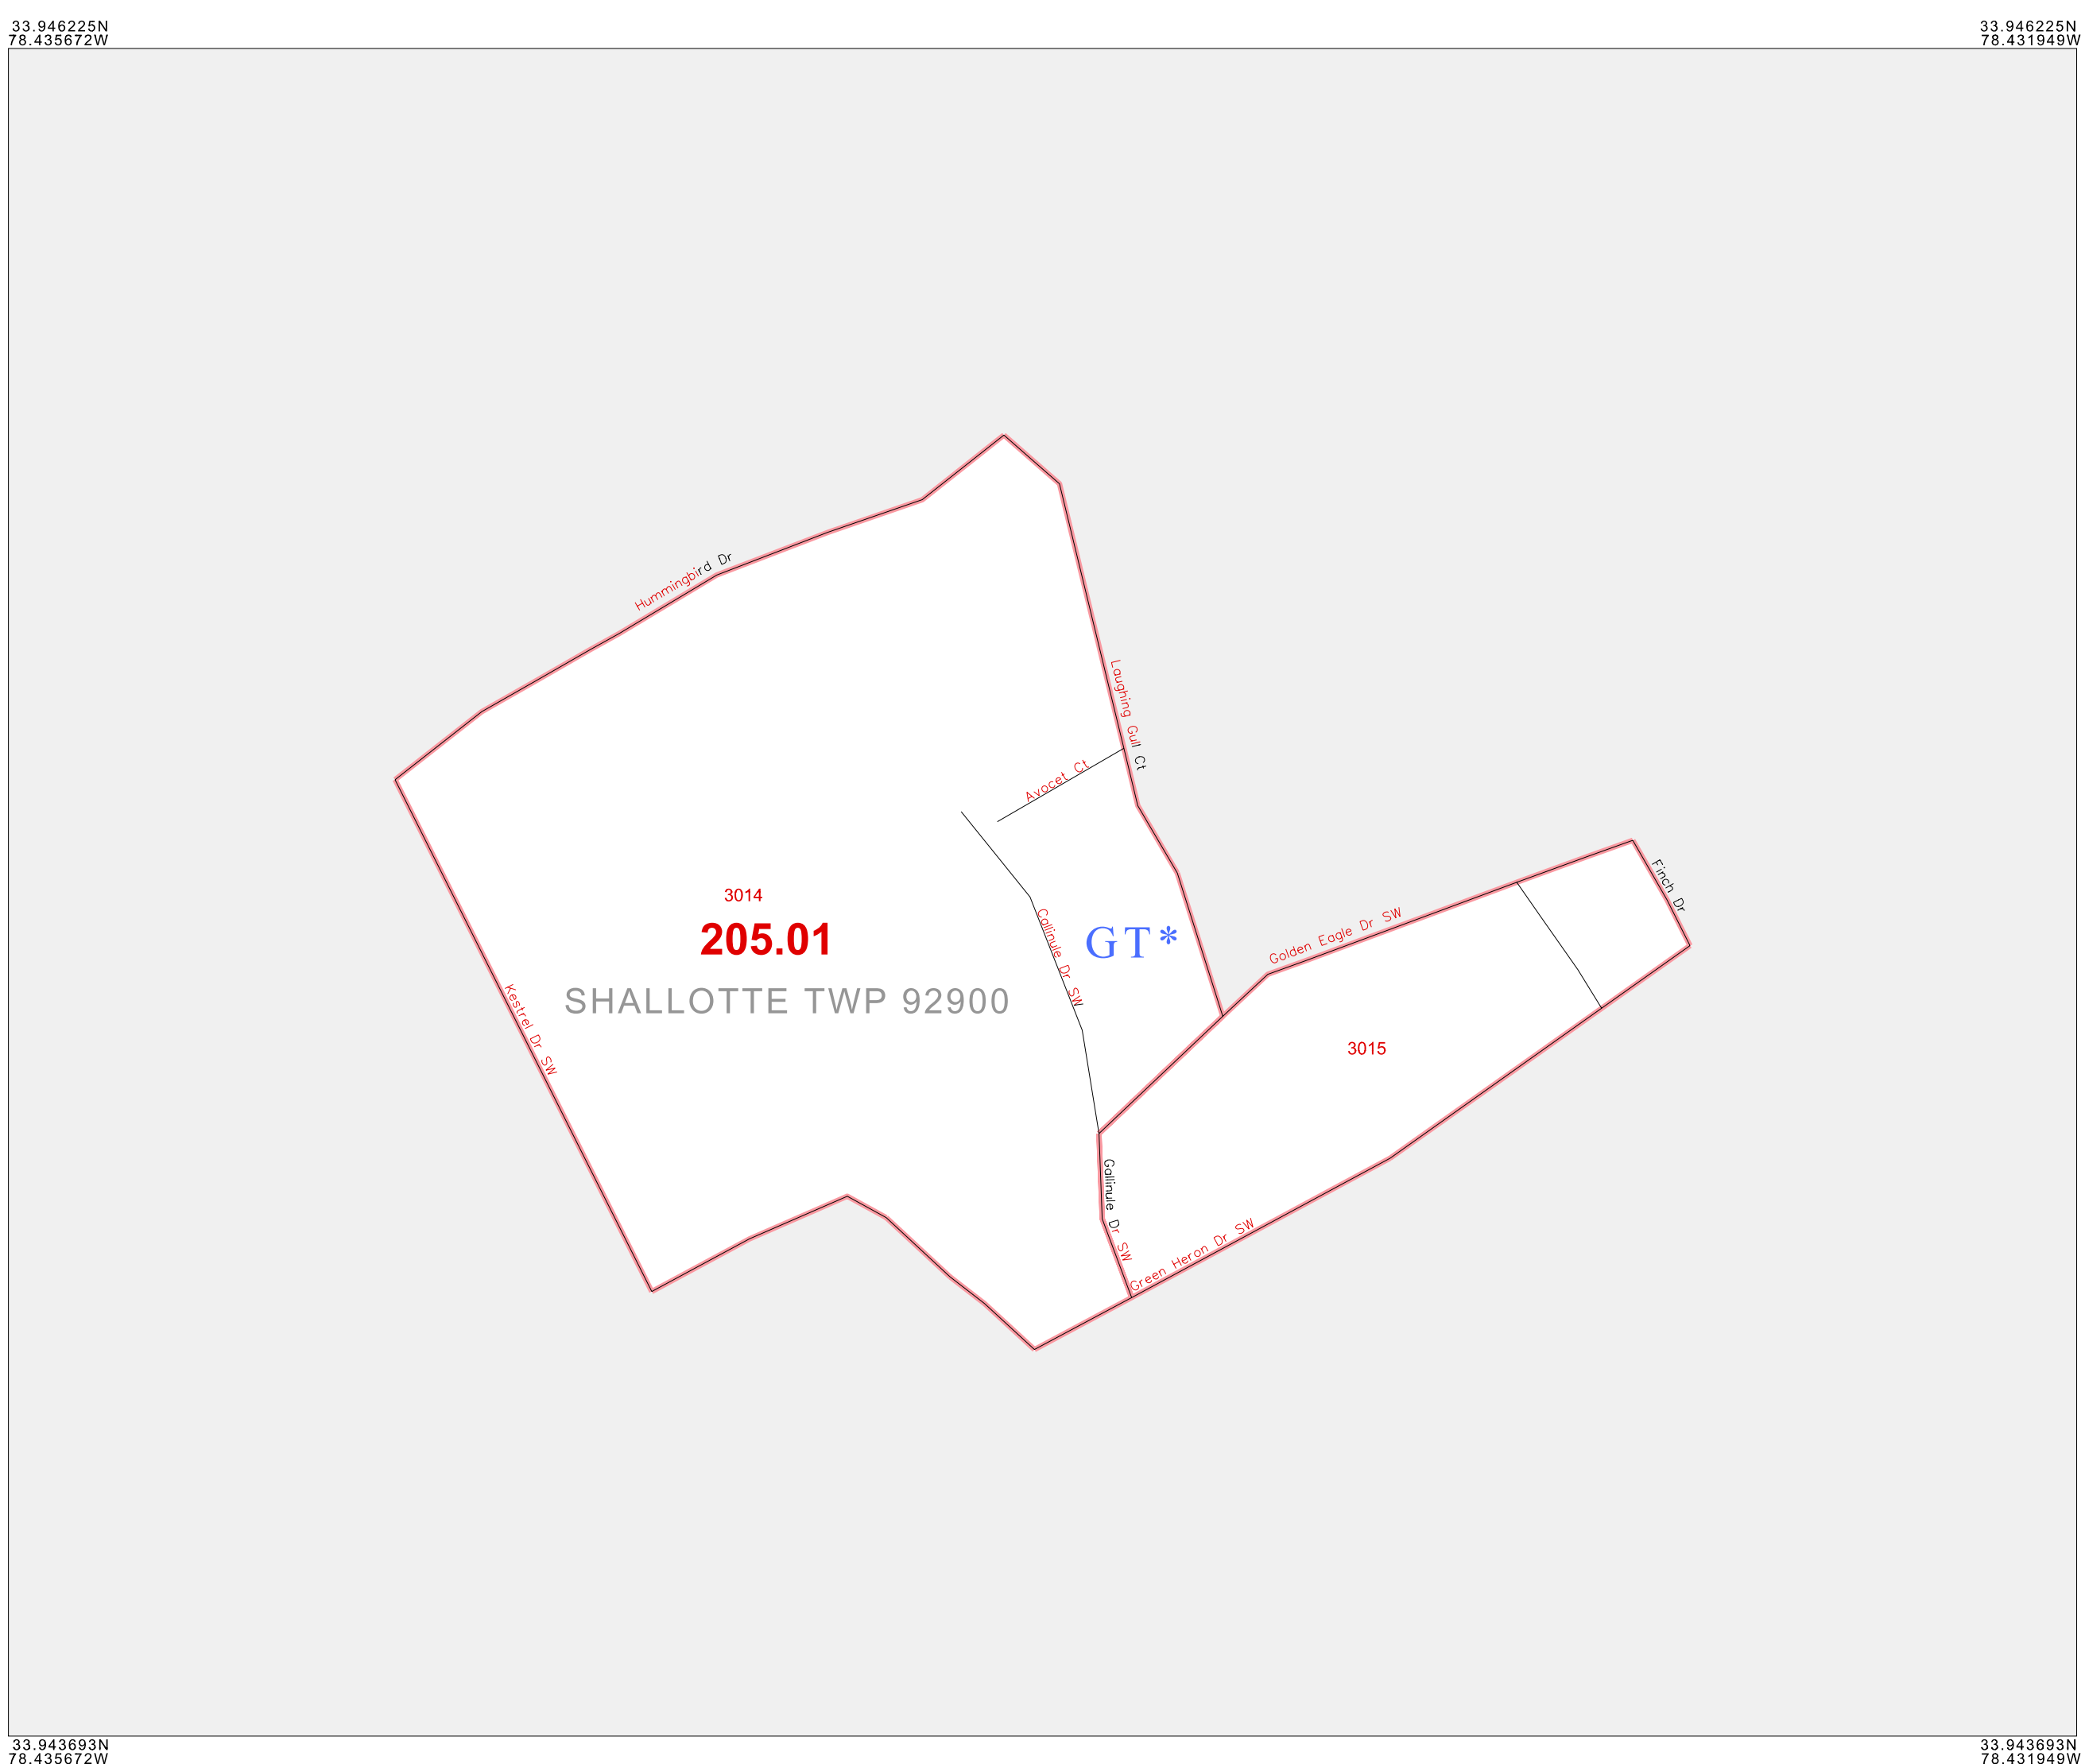 33.946225N
78.435672W
33.946225N
78.431949W
Hummingbird Dr
Laughing Gull Ct
Avocet Ct
Finch Dr
3014
205.01
SHALLOTTE TWP 92900
Gallinule Dr SW
GT*
Golden Eagle Dr SW
Kestrel Dr SW
3015
Gallinule Dr SW
Green Heron Dr SW
33.943693N
78.435672W
33.943693N
78.431949W